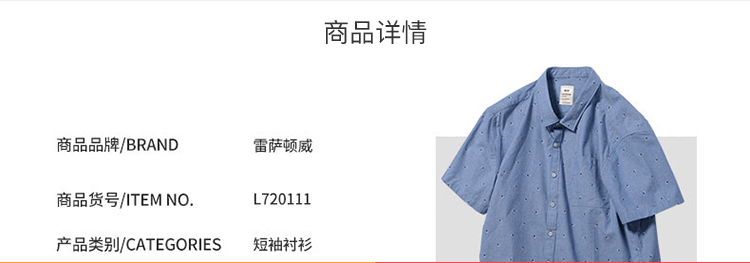 商品详情
商品品牌/BRAND 雷萨顿威
商品货号/ITEM NO. L720111
产品类别/CATEGORIES 短袖衬衫